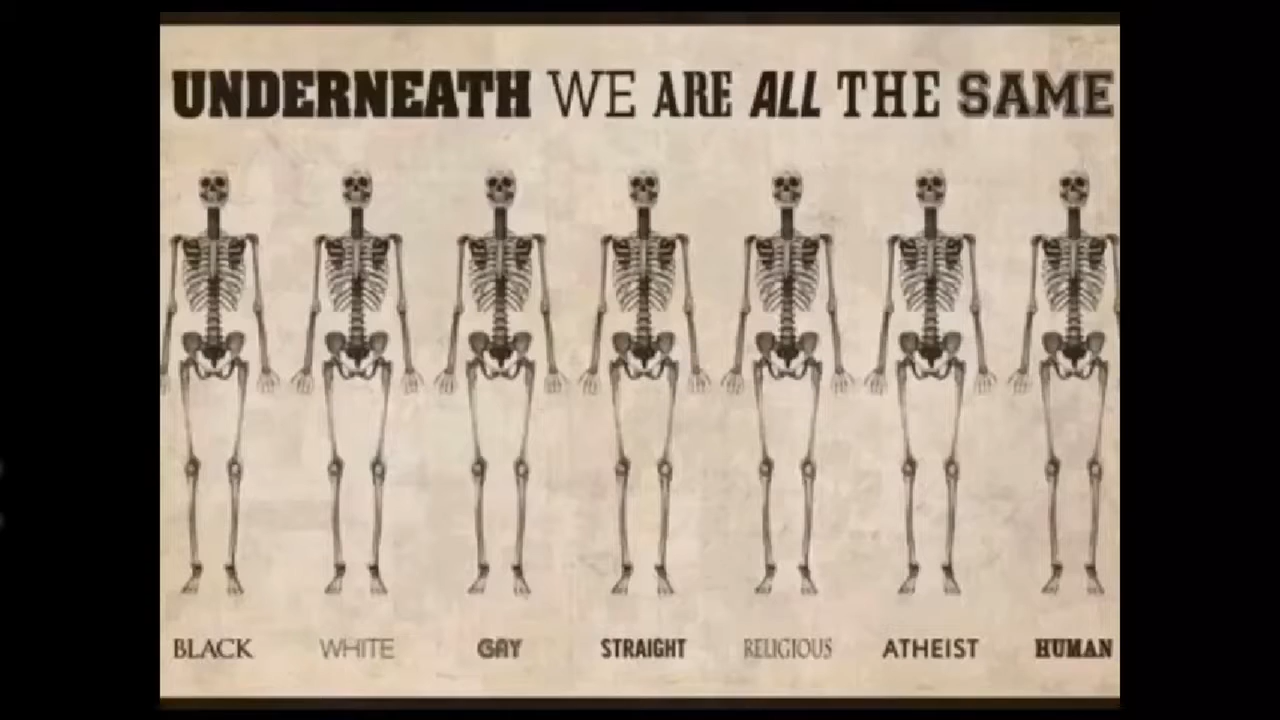 UNDERNEATH WE ARE ALL THE SAME
BLACK WHITE GAY STRAIGHT RELIGIOUS ATHEIST HUMAN